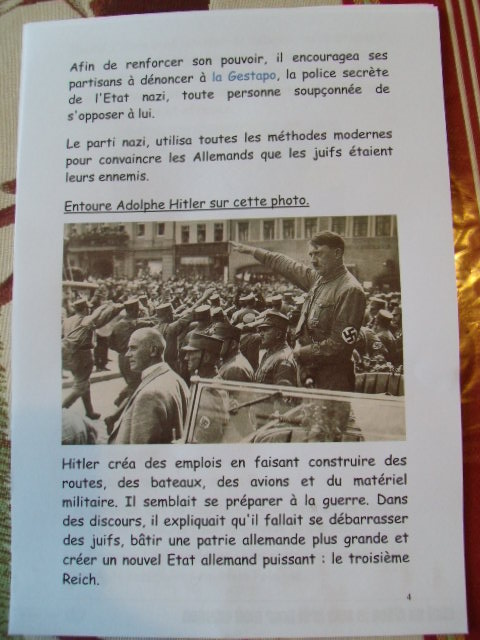 Afin de renforcer son pouvoir, il encouragea ses
partisans à dénoncer à la Gestapo, la police secrète
de l'Etat nazi, toute personne soupçonnée de
s'opposer à lui.
Le parti nazi, utilisa toutes les méthodes modernes
pour convaincre les Allemands que les juifs étaient
leurs ennemis.
Entoure Adolphe Hitler sur cette photo.
Hitler créa des emplois en faisant construire des
routes, des bateaux, des avions et du matériel
militaire. Il semblait se préparer à la guerre. Dans
des discours, il expliquait qu'il fallait se débarrasser
des juifs, bâtir une patrie allemande plus grande et
créer un nouvel Etat allemand puissant : le troisième
Reich.
4